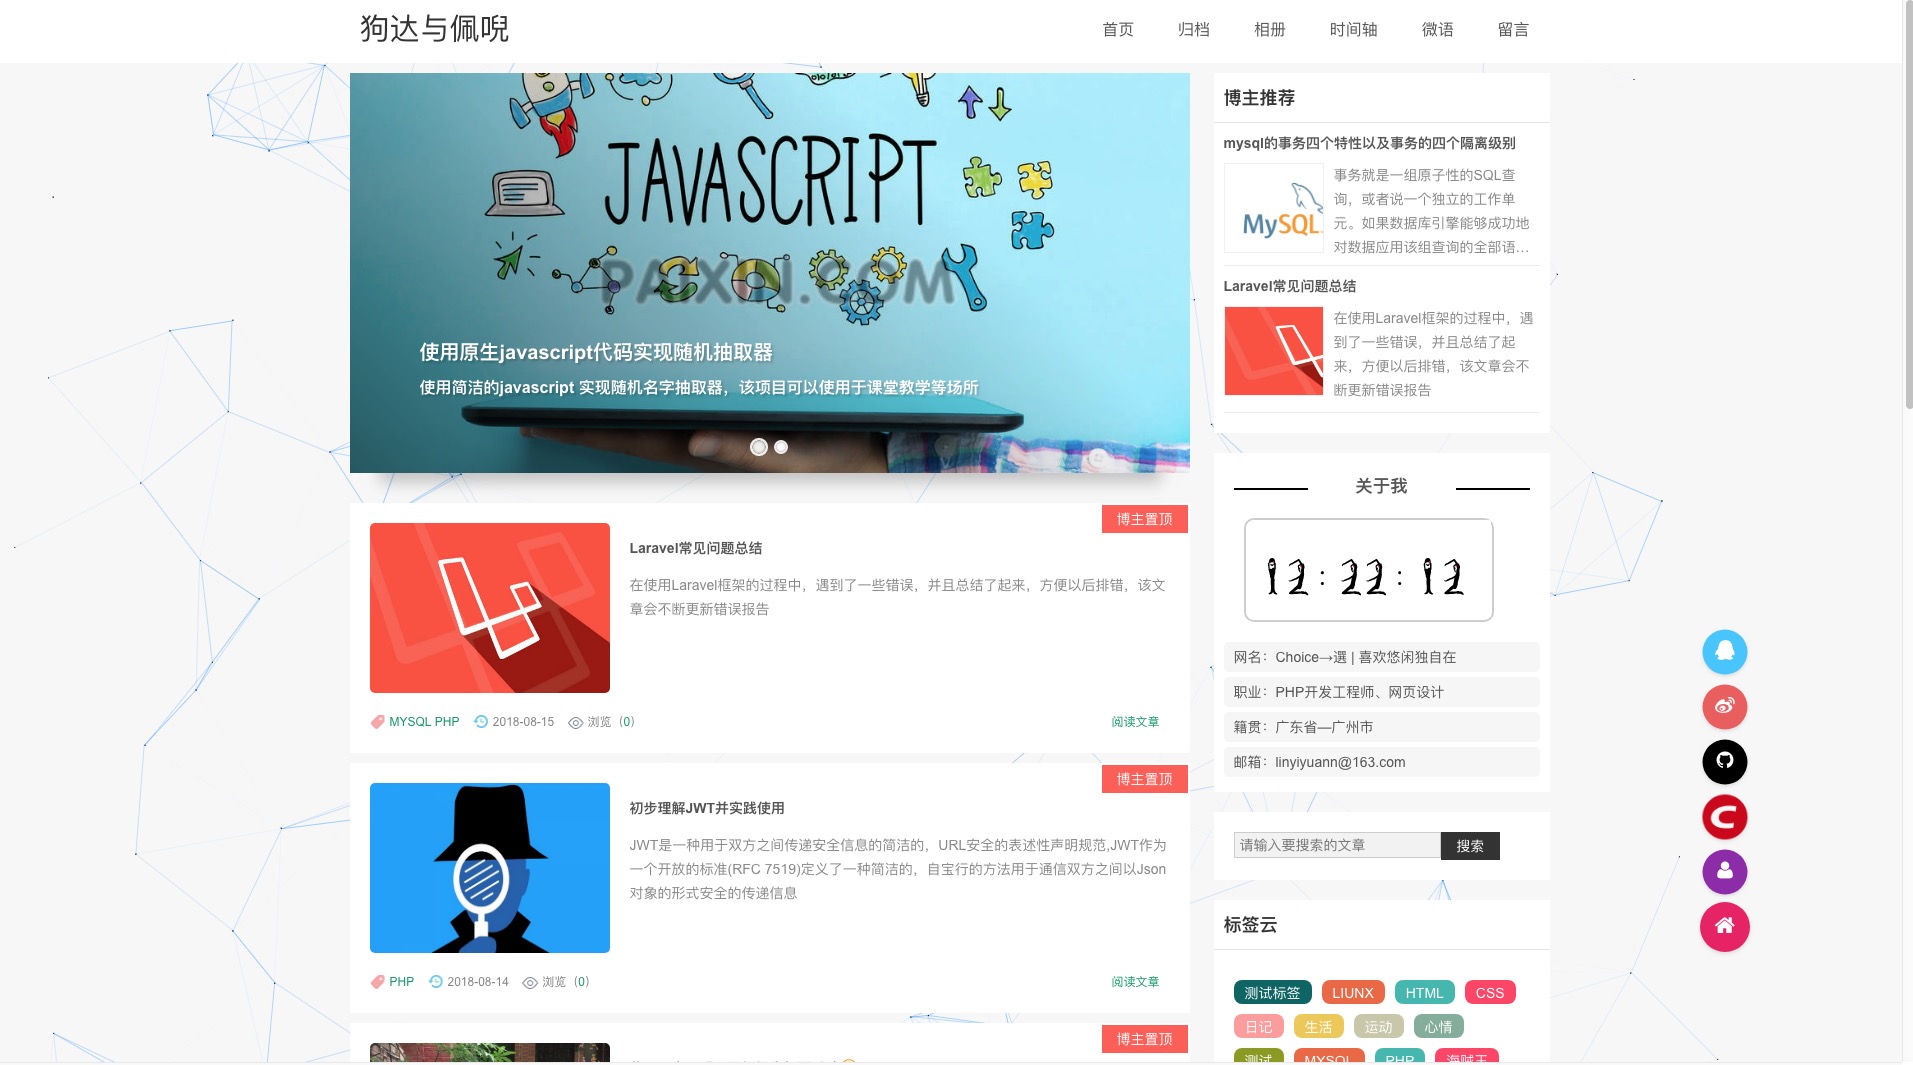 狗达与佩唲
首页
归档
相册
时间轴
微语
留言
JAVASCRIPT
PAIXIN.COM
使用原生javascript代码实现随机抽取器
使用简洁的javascript 实现随机名字抽取器，该项目可以使用于课堂教学等场所
博主置顶
Laravel常见问题总结
在使用Laravel框架的过程中，遇到了一些错误，并且总结了起来，方便以后排错，该文
章会不断更新错误报告
MYSQL PHP
2018-08-15
浏览（0）
阅读文章
博主置顶
初步理解JWT并实践使用
JWT是一种用于双方之间传递安全信息的简洁的，URL安全的表述性声明规范,JWT作为
一个开放的标准(RFC 7519)定义了一种简洁的，自宝行的方法用于通信双方之间以Json
对象的形式安全的传递信息
PHP
2018-08-14
浏览（0）
阅读文章
博主置顶
博主推荐
mysql的事务四个特性以及事务的四个隔离级别
MySQL
事务就是一组原子性的SQL查
询，或者说一个独立的工作单
元。如果数据库引擎能够成功地
对数据应用该组查询的全部语...
Laravel常见问题总结
在使用Laravel框架的过程中，遇
到了一些错误，并且总结了起
来，方便以后排错，该文章会不
断更新错误报告
关于我
12:22:12
网名：Choice→選 | 喜欢悠闲独自在
职业：PHP开发工程师、网页设计
籍贯：广东省—广州市
邮箱：linyiyuann@163.com
请输入要搜索的文章
搜索
标签云
测试标签 LIUNX HTML CSS
日记 生活 运动 心情
测试 MYSQL PHP 海贼王